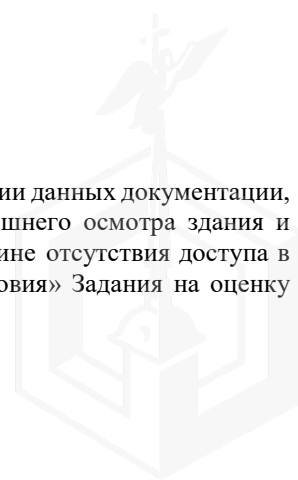 ии данных документации,
шнего осмотра здания и
ине отсутствия доступа в
овия» Задания на оценку